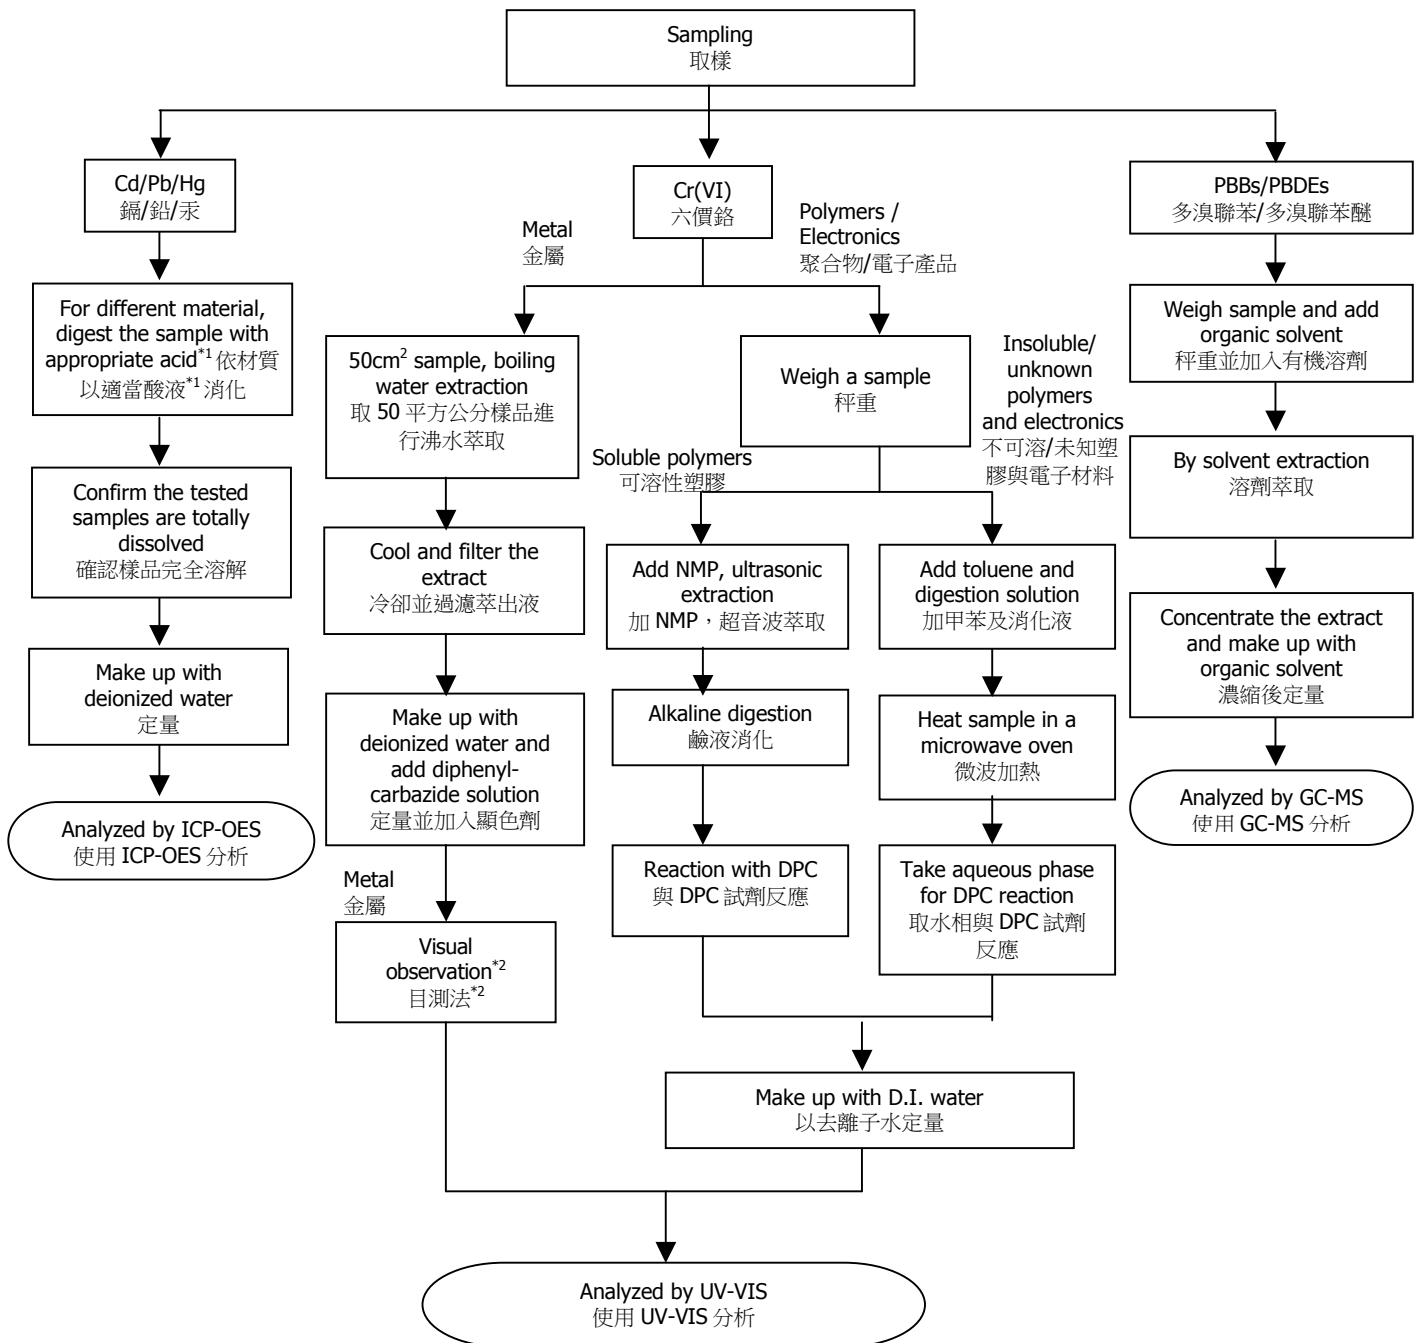 Sampling
取樣
Cd/Pb/Hg
鎘/鉛/汞
Cr(VI)
六價鉻
PBBs/PBDEs
多溴聯苯/多溴聯苯醚
Metal
金屬
Polymers /
Electronics
聚合物/電子產品
For different material,
digest the sample with
appropriate acid*1 依材質
以適當酸液*1 消化
50cm2 sample, boiling
water extraction
取 50 平方公分樣品進
行沸水萃取
Weigh a sample
秤重
Insoluble/
unknown
polymers
and electronics
不可溶/未知塑
膠與電子材料
Weigh sample and add
organic solvent
秤重並加入有機溶劑
Soluble polymers
可溶性塑膠
Confirm the tested
samples are totally
dissolved
確認樣品完全溶解
Cool and filter the
extract
冷卻並過濾萃出液
Add NMP, ultrasonic
extraction
加 NMP，超音波萃取
Add toluene and
digestion solution
加甲苯及消化液
By solvent extraction
溶劑萃取
Make up with
deionized water
定量
Make up with
deionized water and
add diphenyl-
carbazide solution
定量並加入顯色劑
Alkaline digestion
鹼液消化
Heat sample in a
microwave oven
微波加熱
Concentrate the extract
and make up with
organic solvent
濃縮後定量
Analyzed by ICP-OES
使用 ICP-OES 分析
Metal
金屬
Visual
observation*2
目測法*2
Reaction with DPC
與 DPC 試劑反應
Take aqueous phase
for DPC reaction
取水相與 DPC 試劑
反應
Analyzed by GC-MS
使用 GC-MS 分析
Make up with D.I. water
以去離子水定量
Analyzed by UV-VIS
使用 UV-VIS 分析